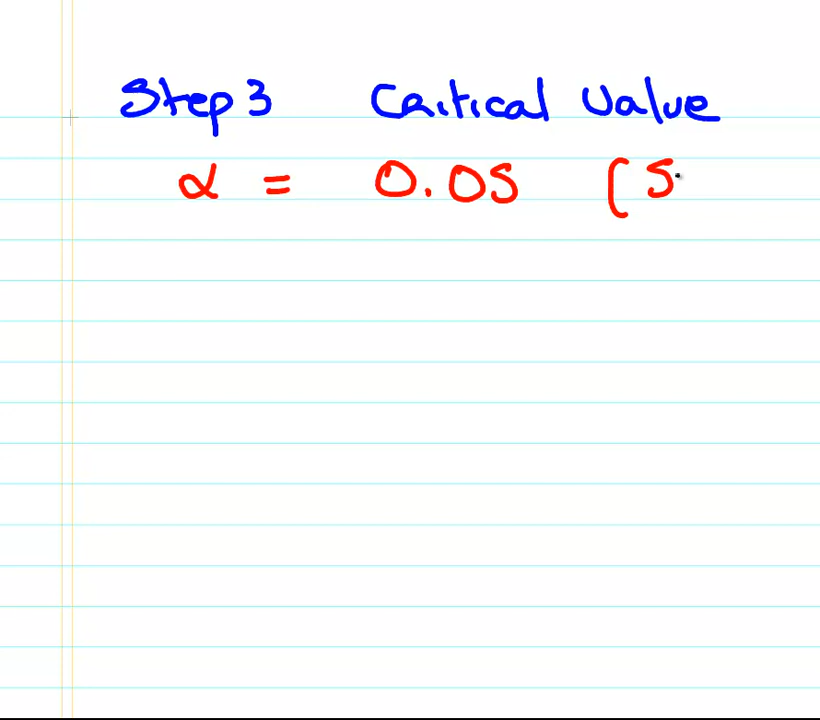 Step 3 Critical Value
α = 0.05 (5